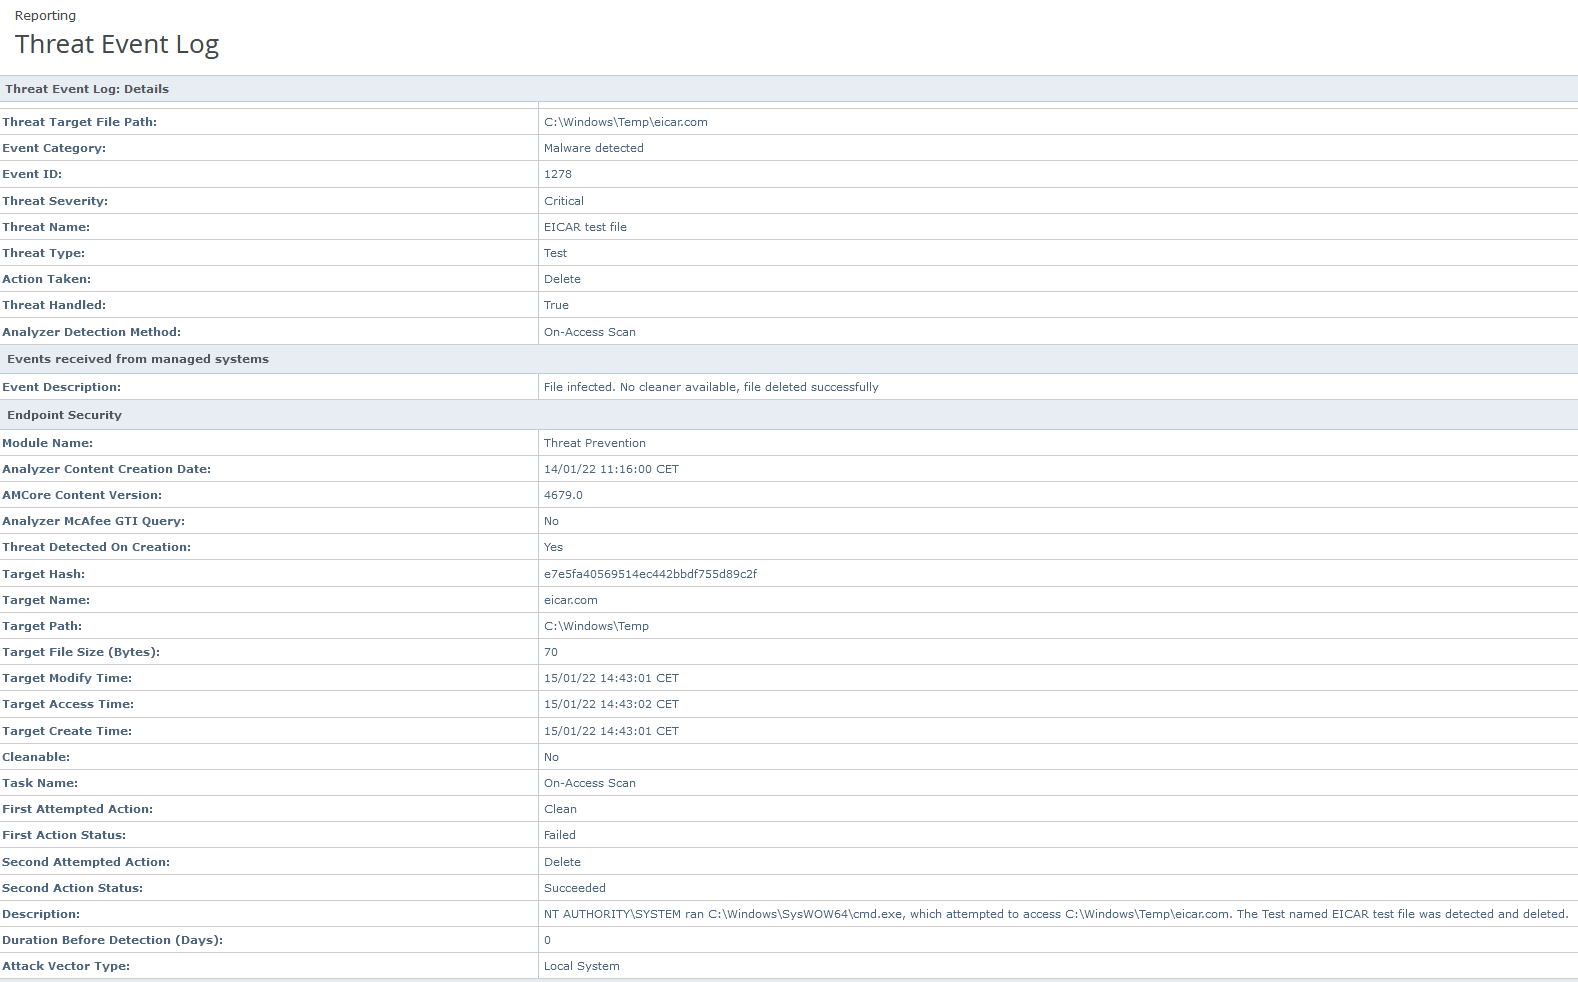 Reporting
Threat Event Log
Threat Event Log: Details
Threat Target File Path: C:\Windows\Temp\eicar.com
Event Category: Malware detected
Event ID: 1278
Threat Severity: Critical
Threat Name: EICAR test file
Threat Type: Test
Action Taken: Delete
Threat Handled: True
Analyzer Detection Method: On-Access Scan
Events received from managed systems
Event Description: File infected. No cleaner available, file deleted successfully
Endpoint Security
Module Name: Threat Prevention
Analyzer Content Creation Date: 14/01/22 11:16:00 CET
AMCore Content Version: 4679.0
Analyzer McAfee GTI Query: No
Threat Detected On Creation: Yes
Target Hash: e7e5fa40569514ec442bbdf755d89c2f
Target Name: eicar.com
Target Path: C:\Windows\Temp
Target File Size (Bytes): 70
Target Modify Time: 15/01/22 14:43:01 CET
Target Access Time: 15/01/22 14:43:02 CET
Target Create Time: 15/01/22 14:43:01 CET
Cleanable: No
Task Name: On-Access Scan
First Attempted Action: Clean
First Action Status: Failed
Second Attempted Action: Delete
Second Action Status: Succeeded
Description: NT AUTHORITY\SYSTEM ran C:\Windows\SysWOW64\cmd.exe, which attempted to access C:\Windows\Temp\eicar.com. The Test named EICAR test file was detected and deleted.
Duration Before Detection (Days): 0
Attack Vector Type: Local System